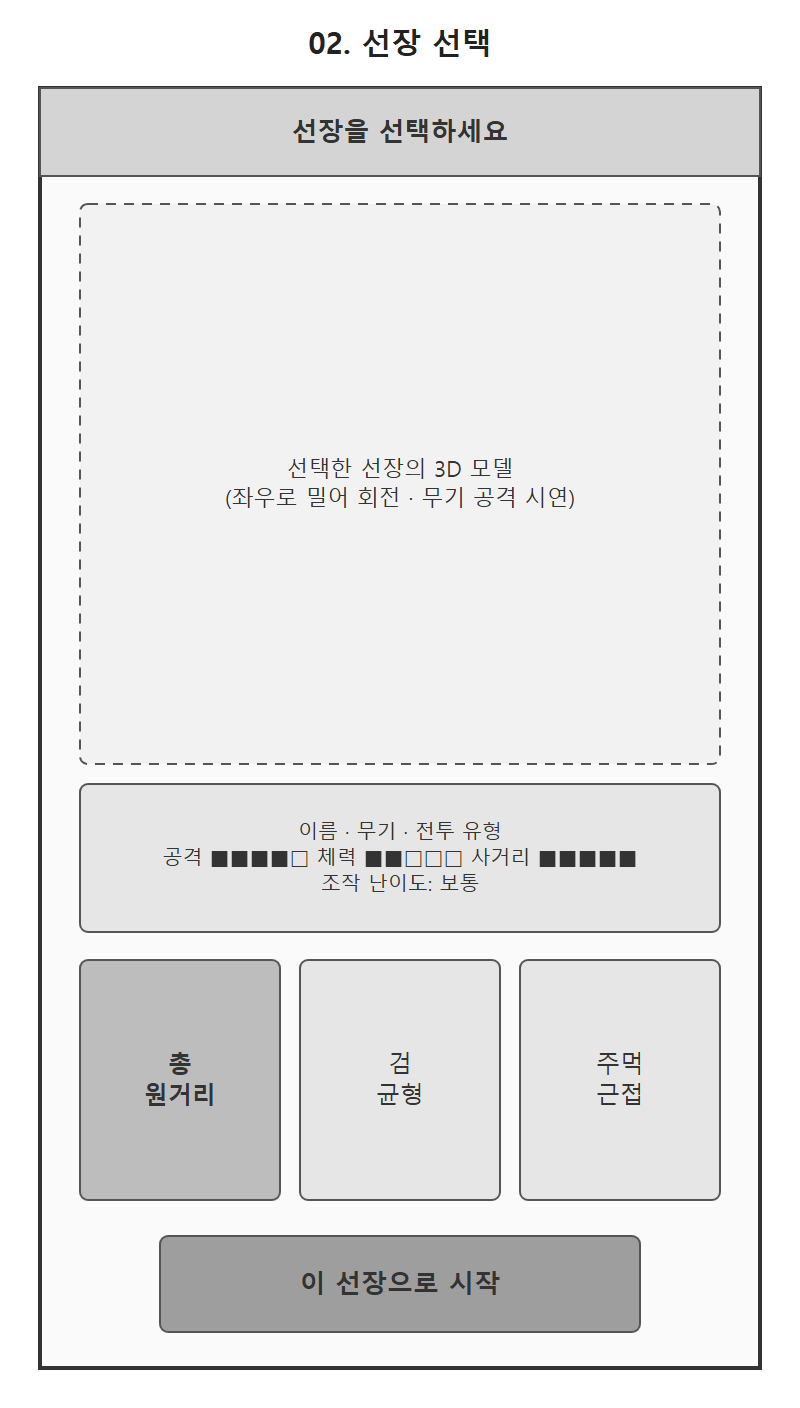 02. 선장 선택
선장을 선택하세요
선택한 선장의 3D 모델
(좌우로 밀어 회전 · 무기 공격 시연)
이름 · 무기 · 전투 유형
공격 ■■■■□ 체력 ■■□□□ 사거리 ■■■■■
조작 난이도: 보통
총
원거리
검
균형
주먹
근접
이 선장으로 시작